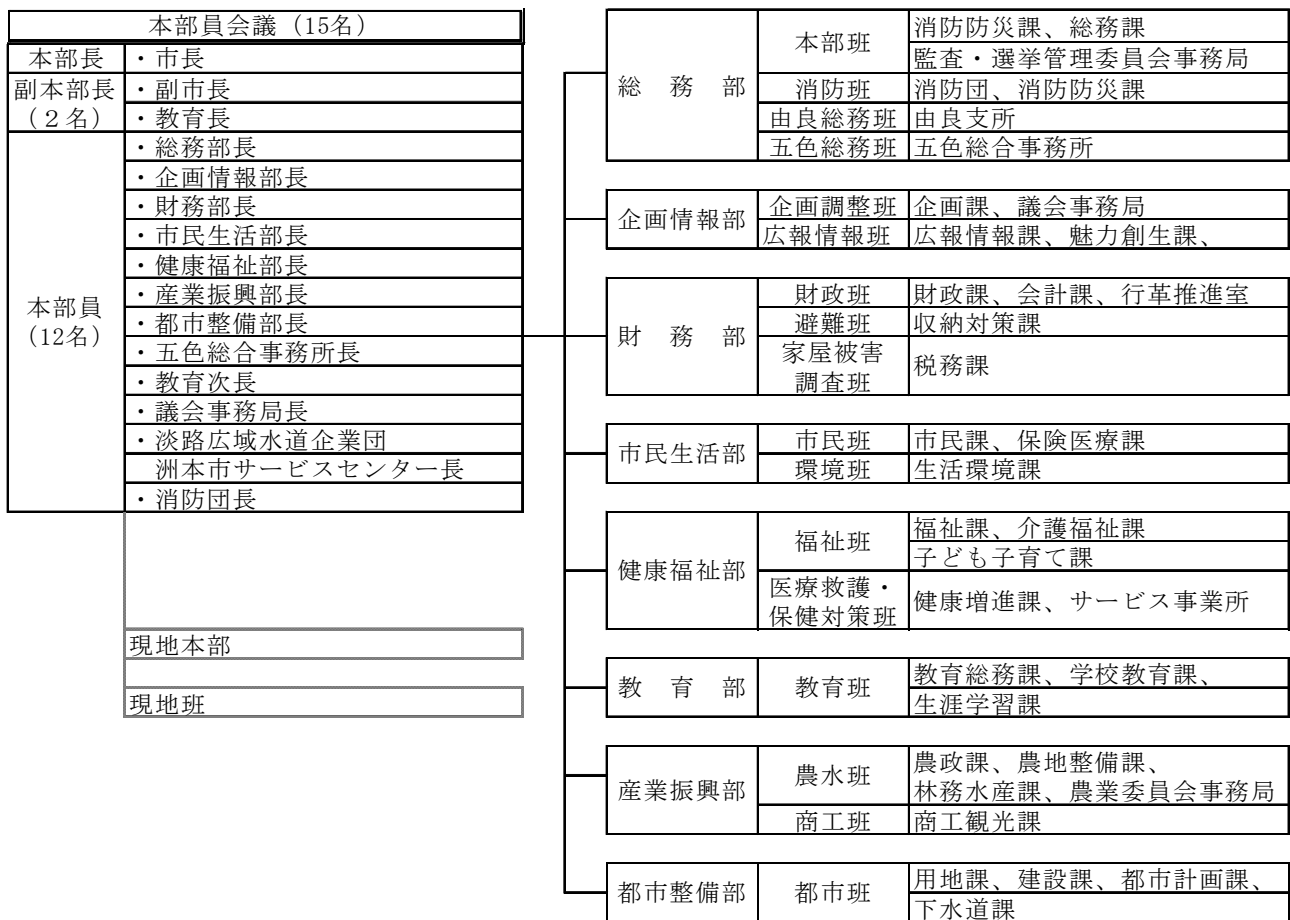 本部員会議 (15名)
本部長
・市長
副本部長
(2名)
・副市長
・教育長
本部員
(12名)
・総務部長
・企画情報部長
・財務部長
・市民生活部長
・健康福祉部長
・産業振興部長
・都市整備部長
・五色総合事務所長
・教育次長
・議会事務局長
・淡路広域水道企業団
洲本市サービスセンター長
・消防団長
現地本部
現地班
総務部
本部班
消防防災課、総務課
監査・選挙管理委員会事務局
消防班
消防団、消防防災課
由良総務班
由良支所
五色総務班
五色総合事務所
企画情報部
企画調整班
企画課、議会事務局
広報情報班
広報情報課、魅力創生課、
財務部
財政班
財政課、会計課、行革推進室
避難班
収納対策課
家屋被害
調査班
税務課
市民生活部
市民班
市民課、保険医療課
環境班
生活環境課
健康福祉部
福祉班
福祉課、介護福祉課
子ども子育て課
医療救護・
保健対策班
健康増進課、サービス事業所
教育部
教育班
教育総務課、学校教育課、
生涯学習課
産業振興部
農水班
農政課、農地整備課、
林務水産課、農業委員会事務局
商工班
商工観光課
都市整備部
都市班
用地課、建設課、都市計画課、
下水道課